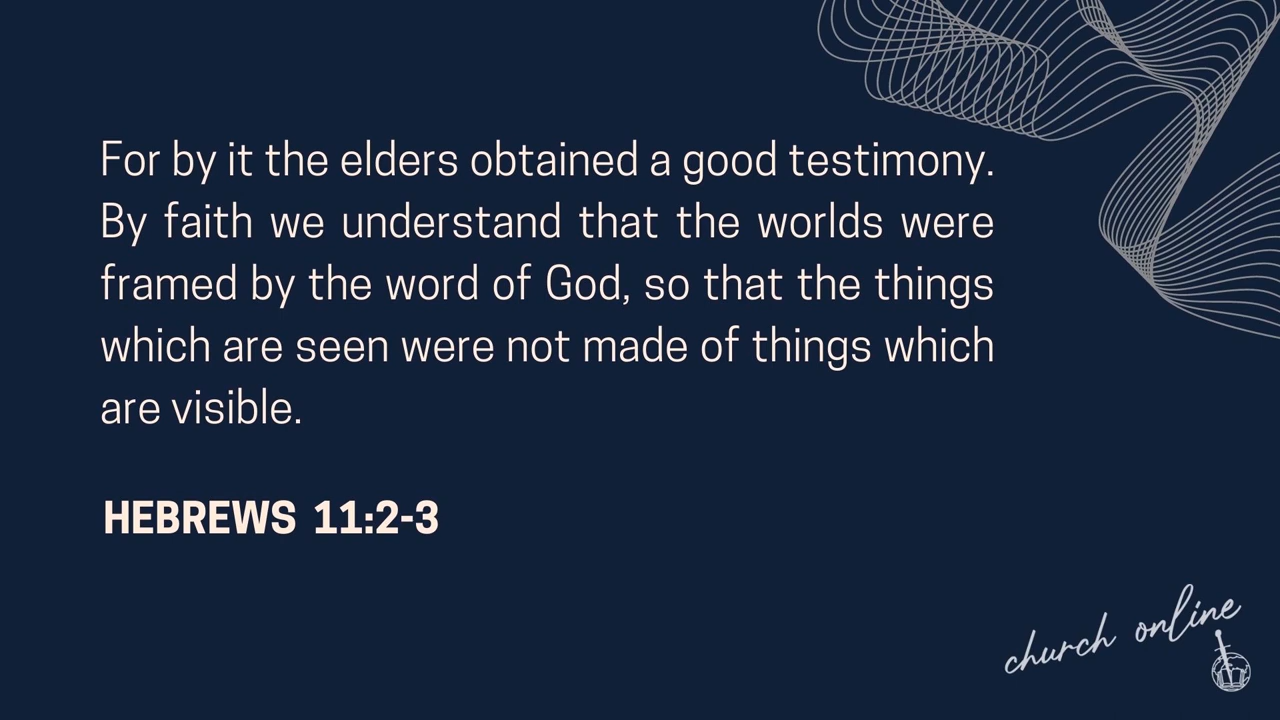 For by it the elders obtained a good testimony.
By faith we understand that the worlds were
framed by the word of God, so that the things
which are seen were not made of things which
are visible.
HEBREWS 11:2-3
church online